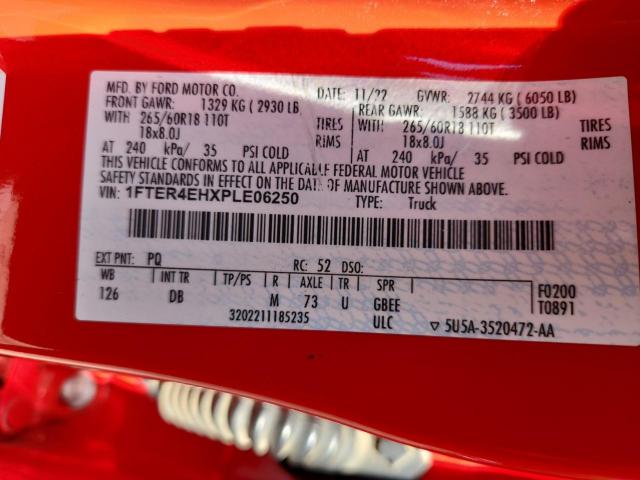 MFD. BY FORD MOTOR CO. DATE: 11/22 GVWR: 2744 KG ( 6050 LB)
FRONT GAWR: 1329 KG ( 2930 LB REAR GAWR: 1588 KG ( 3500 LB)
WITH 265/60R18 110T TIRES WITH: 265/60R18 110T TIRES
18x8.0J RIMS 18x8.0J RIMS
AT 240 kPa/ 35 PSI COLD AT 240 kPa/ 35 PSI COLD
THIS VEHICLE CONFORMS TO ALL APPLICABLE FEDERAL MOTOR VEHICLE
SAFETY STANDARDS IN EFFECT ON THE DATE OF MANUFACTURE SHOWN ABOVE.
VIN: 1FTER4EHXPLE06250 TYPE: Truck
EXT PNT: PQ RC: 52 DSO:
WB INT TR TP/PS R AXLE TR SPR F0200
126 DB M 73 U GBEE T0891
3202211185235 ULC ▽ 5U5A-3520472-AA